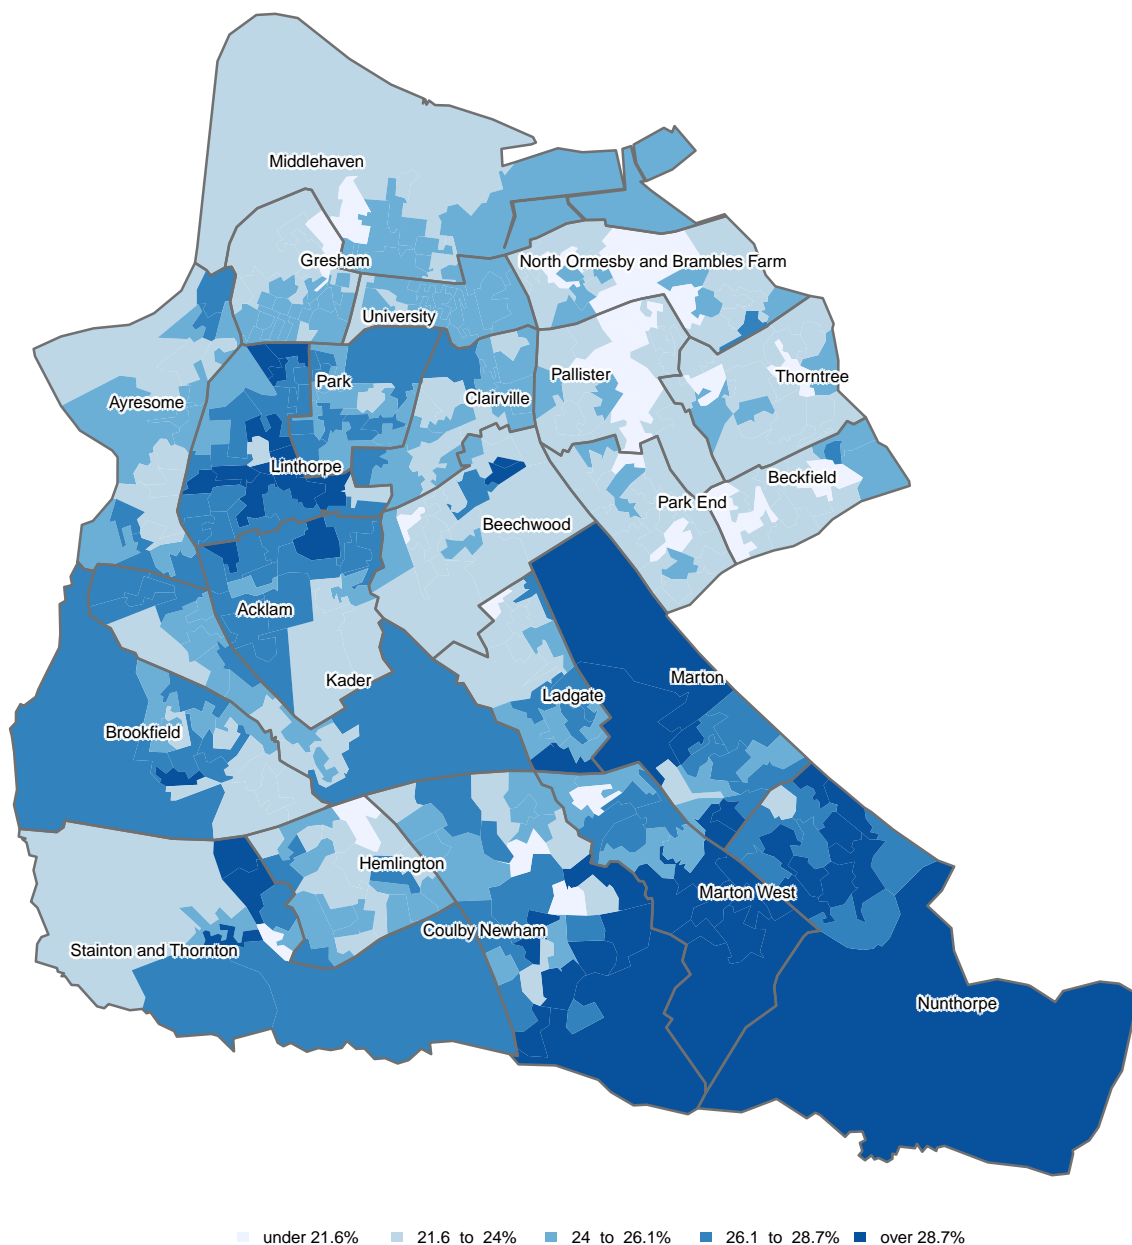 Middlehaven
Gresham
North Ormesby and Brambles Farm
University
Pallister
Park
Thorntree
Ayresome
Clairville
Linthorpe
Beckfield
Park End
Beechwood
Acklam
Kader
Marton
Ladgate
Brookfield
Hemlington
Marton West
Coulby Newham
Stainton and Thornton
Nunthorpe
under 21.6% 21.6 to 24% 24 to 26.1% 26.1 to 28.7% over 28.7%